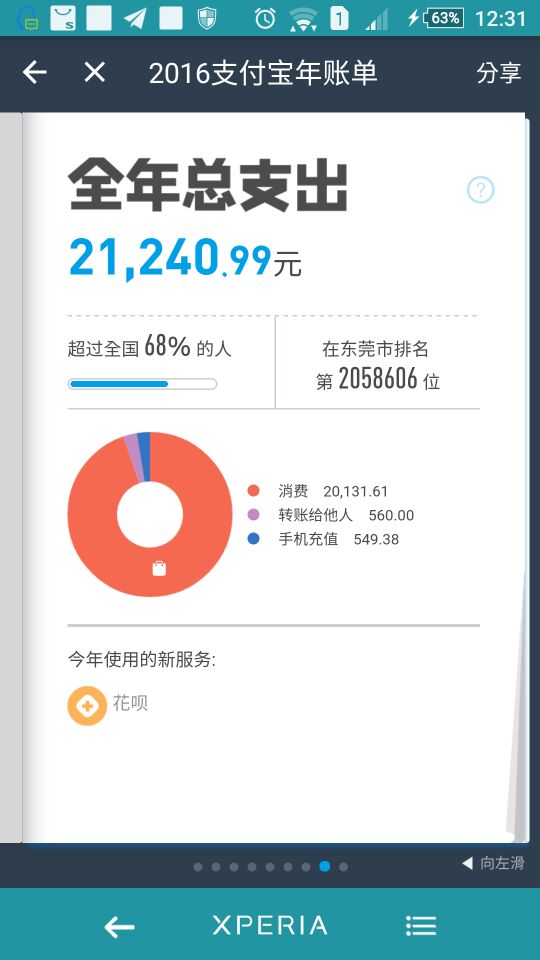 1
63%
12:31
2016支付宝年账单
分享
全年总支出
?
21,240.99元
超过全国 68% 的人
在东莞市排名
第 2058606 位
消费 20,131.61
转账给他人 560.00
手机充值 549.38
今年使用的新服务:
花呗
向左滑
XPERIA